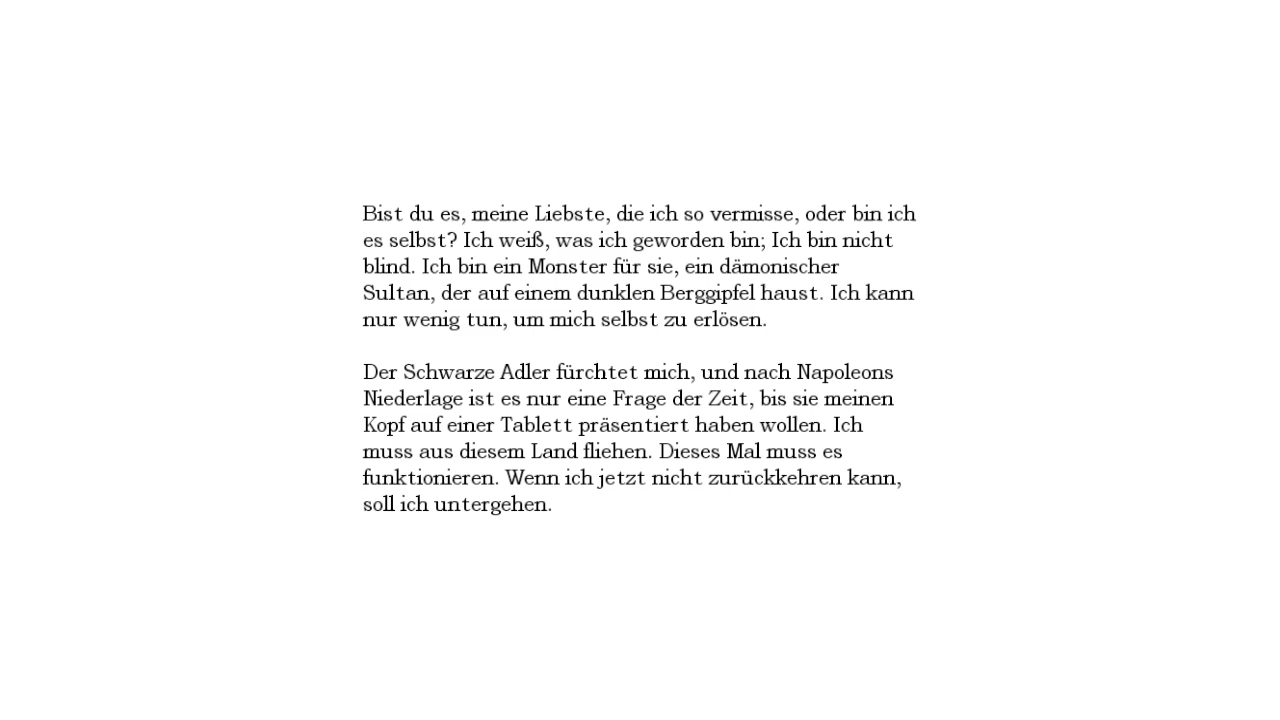 Bist du es, meine Liebste, die ich so vermisse, oder bin ich
es selbst? Ich weiß, was ich geworden bin; Ich bin nicht
blind. Ich bin ein Monster für sie, ein dämonischer
Sultan, der auf einem dunklen Berggipfel haust. Ich kann
nur wenig tun, um mich selbst zu erlösen.
Der Schwarze Adler fürchtet mich, und nach Napoleons
Niederlage ist es nur eine Frage der Zeit, bis sie meinen
Kopf auf einer Tablett präsentiert haben wollen. Ich
muss aus diesem Land fliehen. Dieses Mal muss es
funktionieren. Wenn ich jetzt nicht zurückkehren kann,
soll ich untergehen.